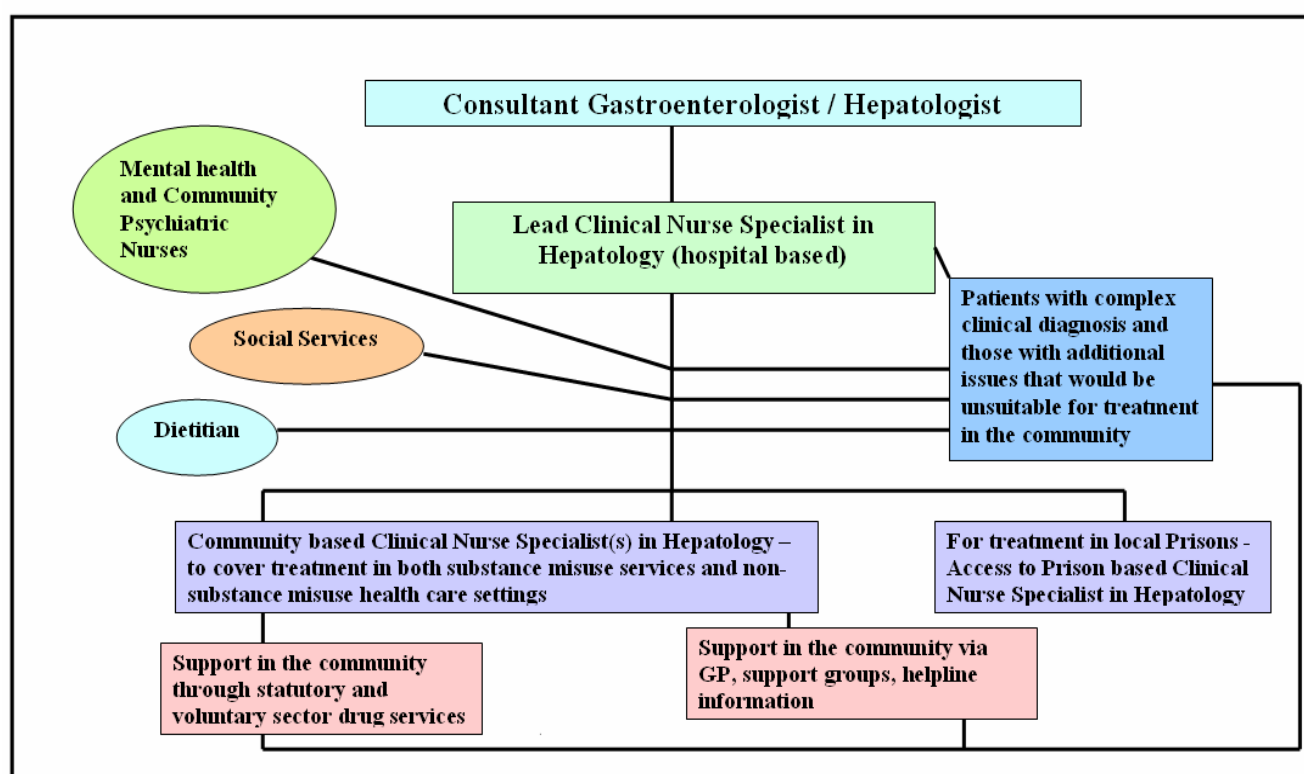 Consultant Gastroenterologist / Hepatologist
Mental health
and Community
Psychiatric
Nurses
Lead Clinical Nurse Specialist in
Hepatology (hospital based)
Patients with complex
clinical diagnosis and
those with additional
issues that would be
unsuitable for treatment
in the community
Social Services
Dietitian
Community based Clinical Nurse Specialist(s) in Hepatology –
to cover treatment in both substance misuse services and non-
substance misuse health care settings
For treatment in local Prisons -
Access to Prison based Clinical
Nurse Specialist in Hepatology
Support in the community
through statutory and
voluntary sector drug services
Support in the community via
GP, support groups, helpline
information